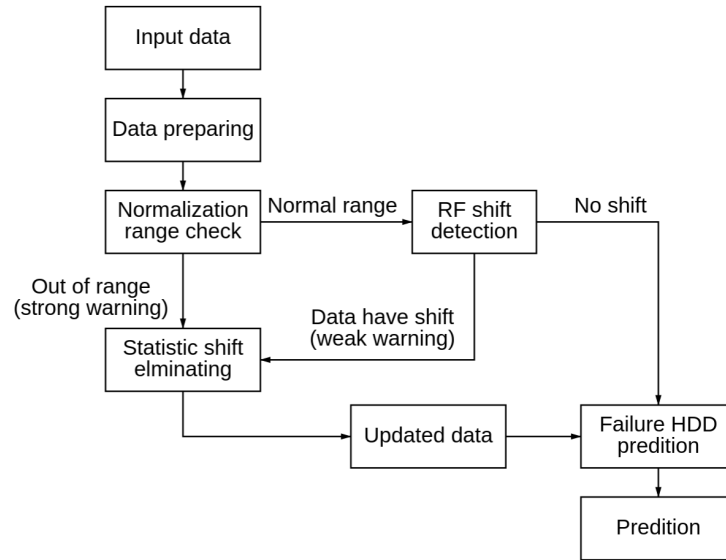 Input data
Data preparing
Normalization
range check
Normal range
RF shift
detection
No shift
Out of range
(strong warning)
Data have shift
(weak warning)
Statistic shift
elminating
Updated data
Failure HDD
predition
Predition